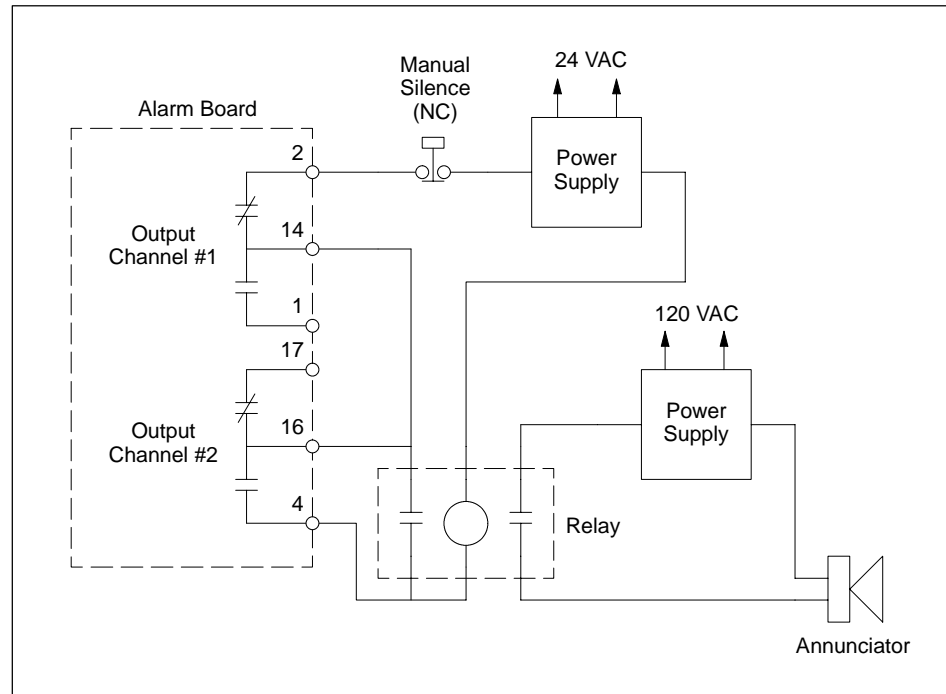 24 VAC
Manual
Silence
(NC)
Alarm Board
2
Power
Supply
14
Output
Channel #1
1
120 VAC
17
Power
Supply
16
Output
Channel #2
4
Relay
Annunciator